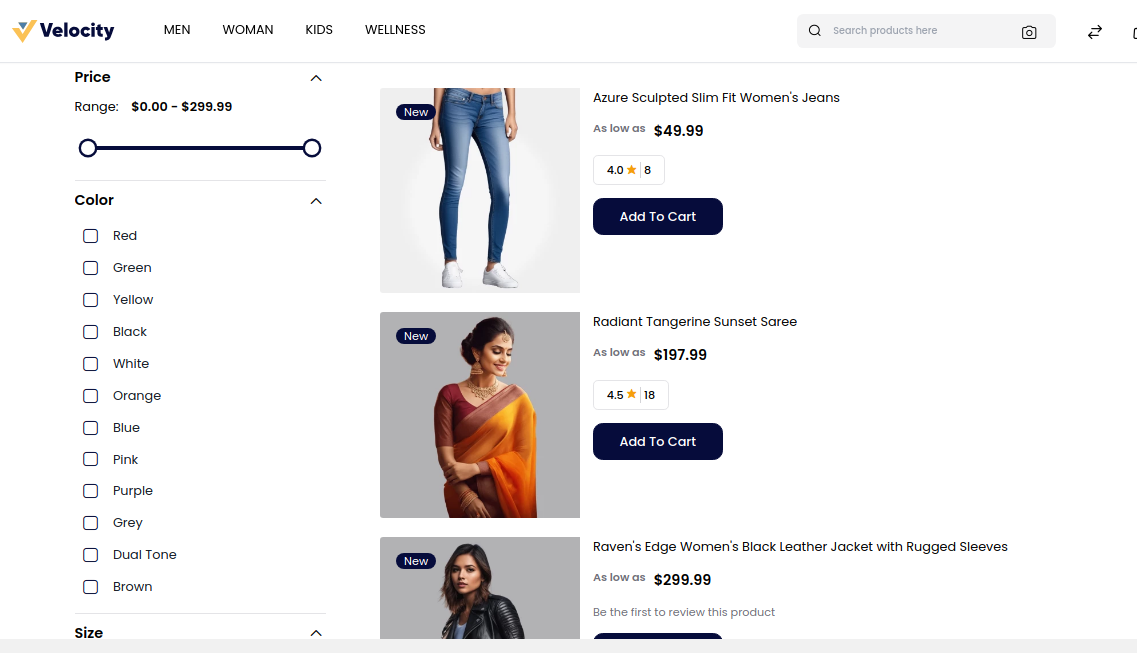 Velocity
MEN WOMAN KIDS WELLNESS
Search products here
Price
Range: $0.00 - $299.99
Color
Red
Green
Yellow
Black
White
Orange
Blue
Pink
Purple
Grey
Dual Tone
Brown
Size
New
Azure Sculpted Slim Fit Women's Jeans
As low as $49.99
4.0 8
Add To Cart
New
Radiant Tangerine Sunset Saree
As low as $197.99
4.5 18
Add To Cart
New
Raven's Edge Women's Black Leather Jacket with Rugged Sleeves
As low as $299.99
Be the first to review this product